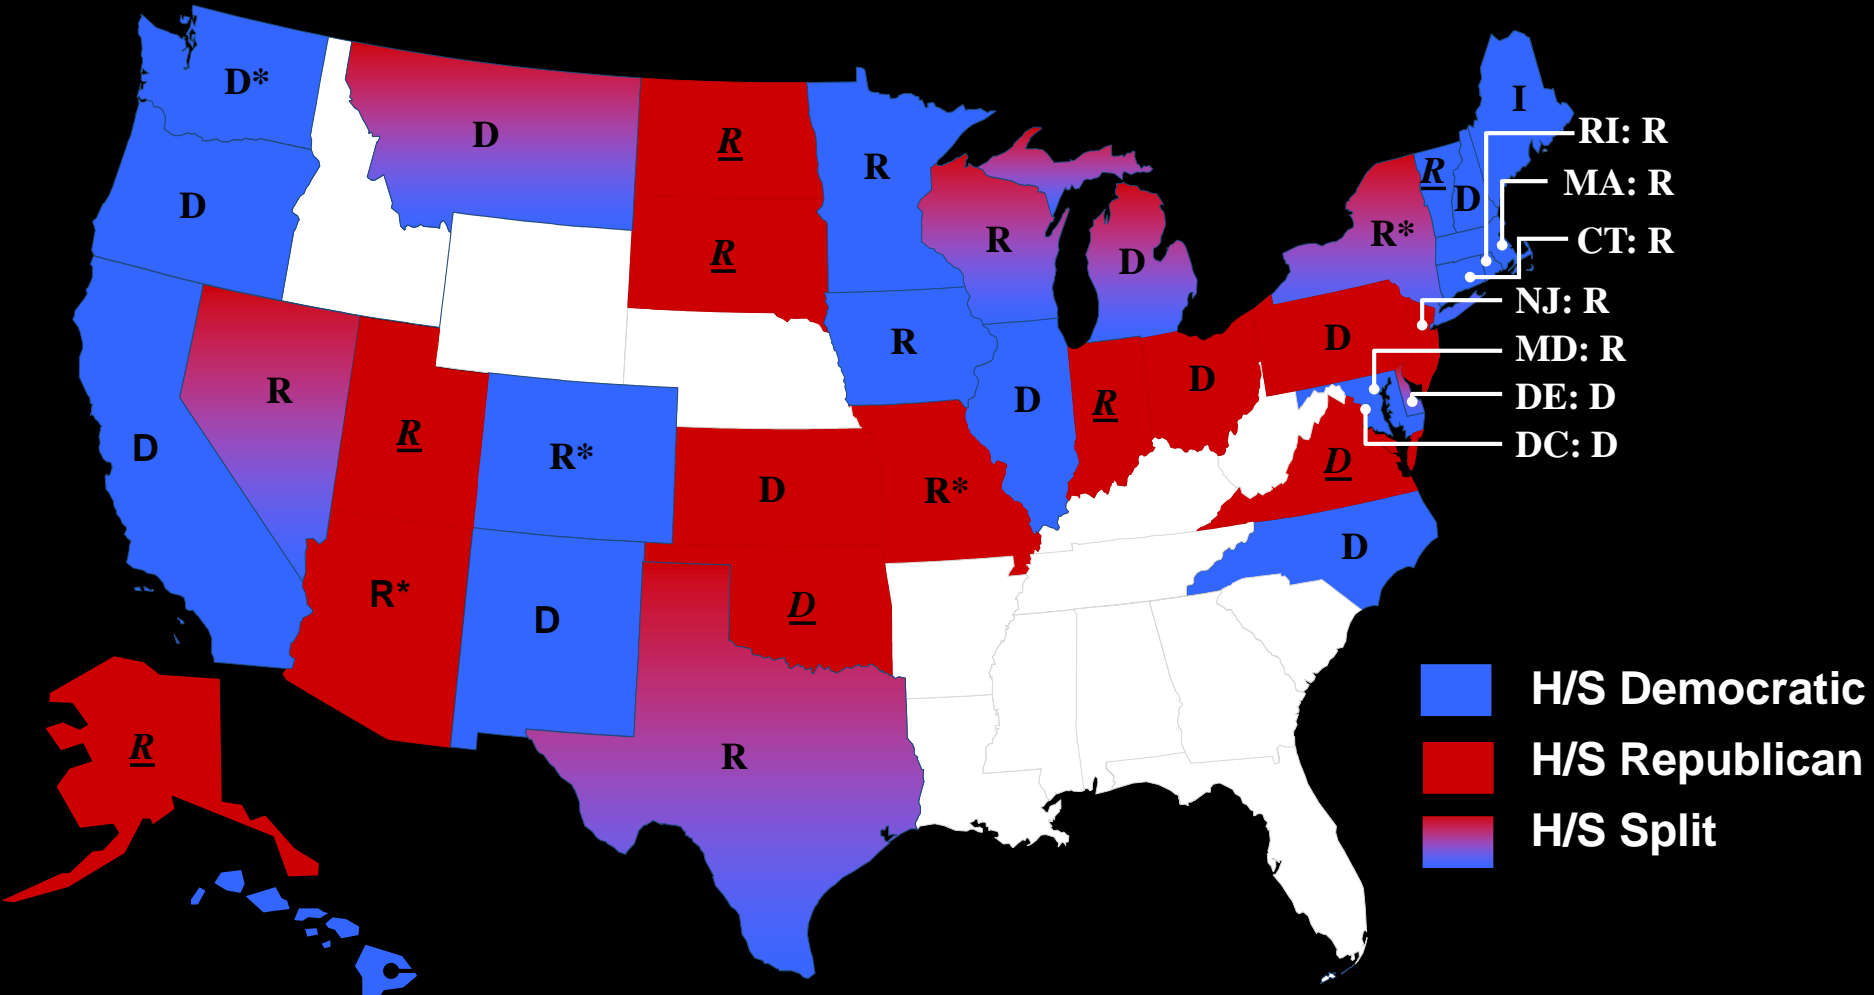 D*
D
D
R
R
D
R
R
D
R
I
R
D
R*
RI: R
MA: R
CT: R
NJ: R
MD: R
DE: D
DC: D
D
R
R
R*
R*
D
R
D
R*
D
R
D
D
D
D
R
D
D
R
R
H/S Democratic
H/S Republican
H/S Split